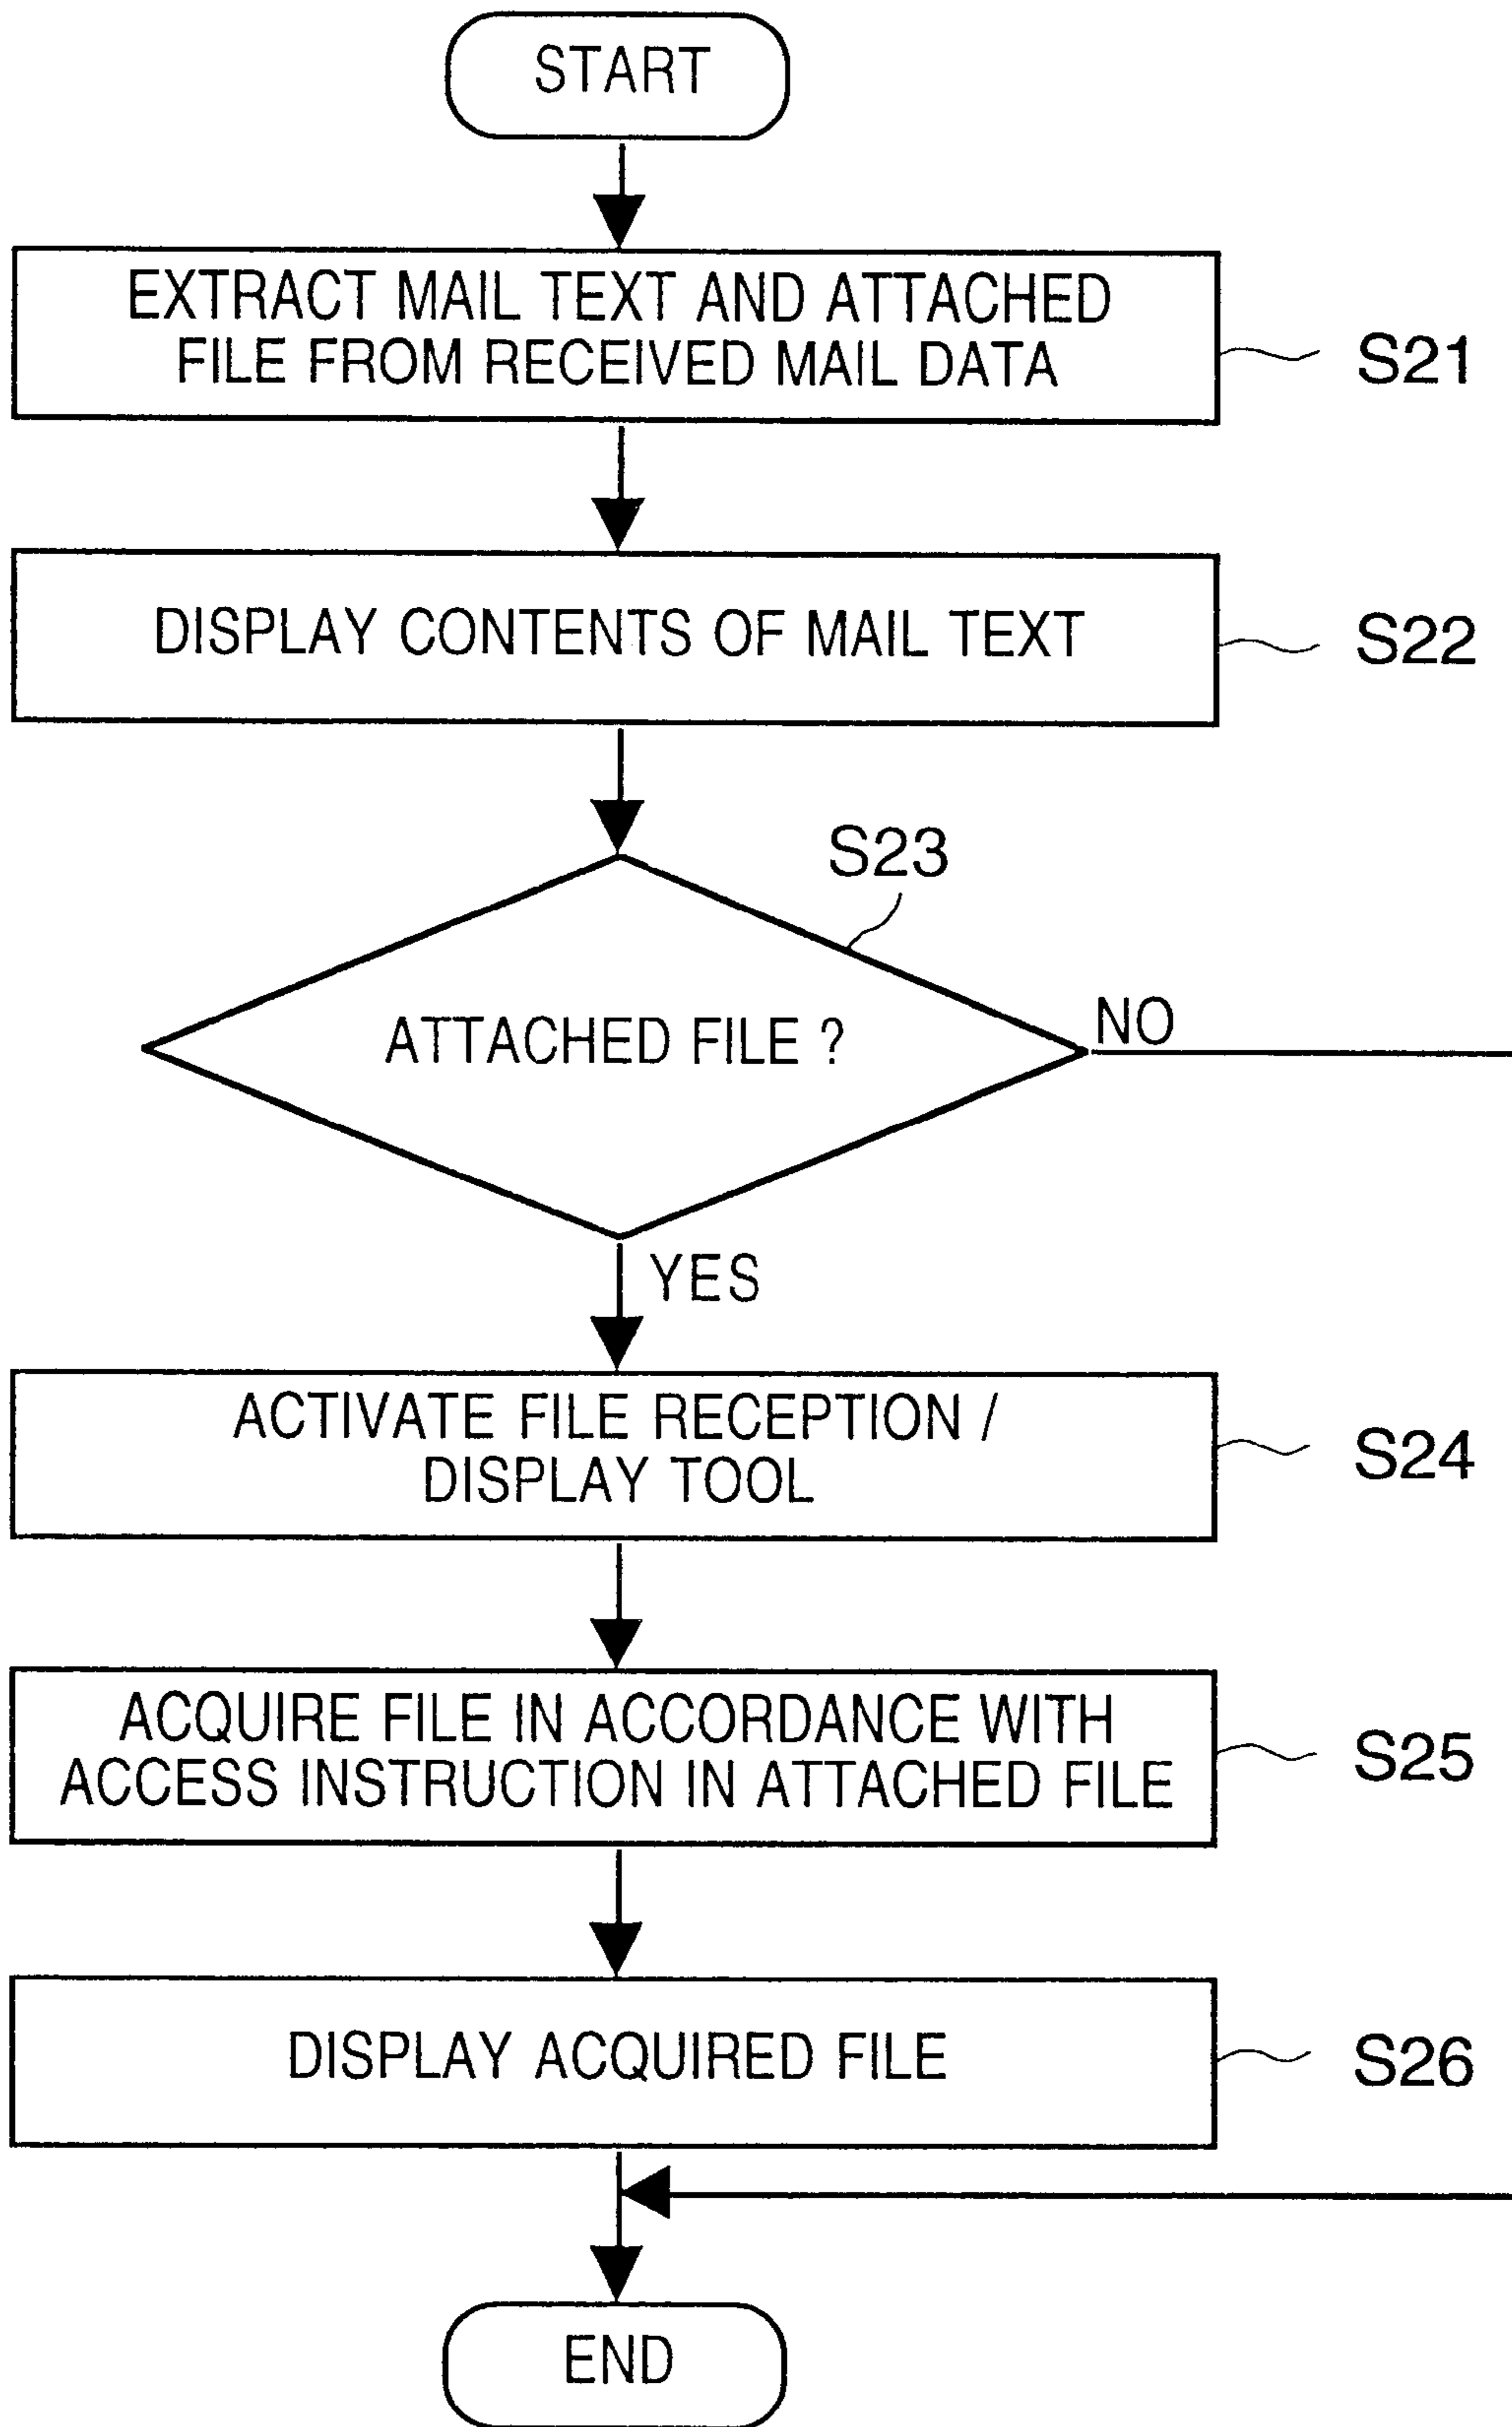 START
EXTRACT MAIL TEXT AND ATTACHED
FILE FROM RECEIVED MAIL DATA
S21
DISPLAY CONTENTS OF MAIL TEXT
S22
S23
ATTACHED FILE ?
NO
YES
ACTIVATE FILE RECEPTION /
DISPLAY TOOL
S24
ACQUIRE FILE IN ACCORDANCE WITH
ACCESS INSTRUCTION IN ATTACHED FILE
S25
DISPLAY ACQUIRED FILE
S26
END